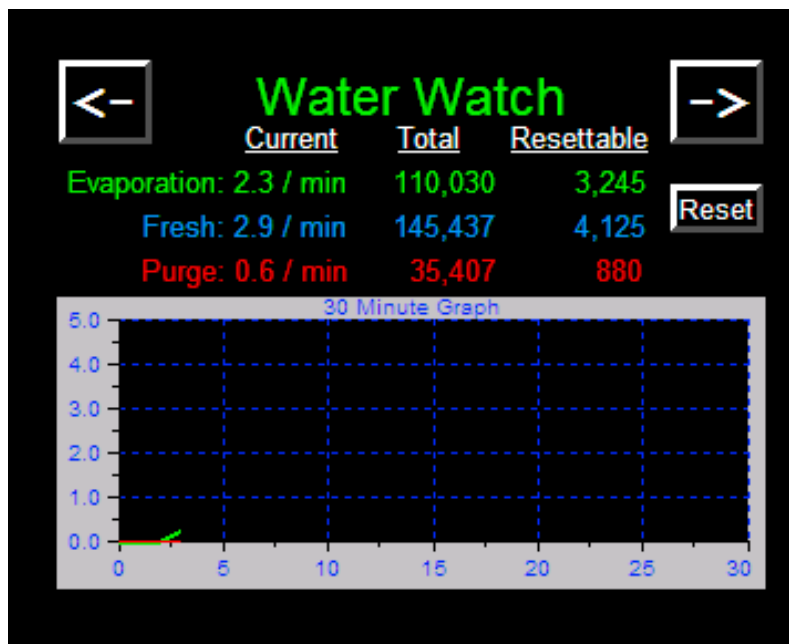 <- Water Watch ->
Current Total Resettable
Evaporation: 2.3 / min 110,030 3,245
Reset
Fresh: 2.9 / min 145,437 4,125
Purge: 0.6 / min 35,407 880
30 Minute Graph
5.0
4.0
3.0
2.0
1.0
0.0
0 5 10 15 20 25 30